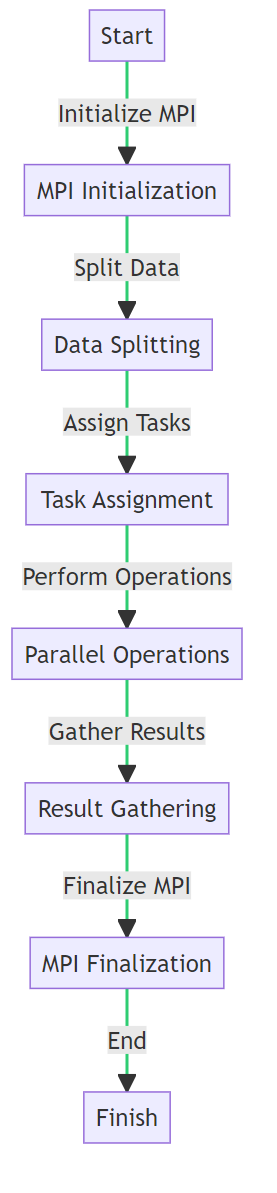 Start
Initialize MPI
MPI Initialization
Split Data
Data Splitting
Assign Tasks
Task Assignment
Perform Operations
Parallel Operations
Gather Results
Result Gathering
Finalize MPI
MPI Finalization
End
Finish